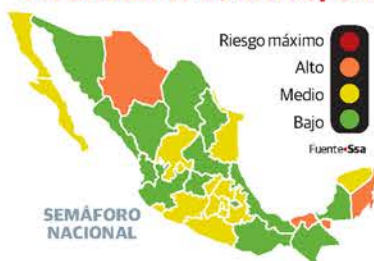 Riesgo máximo
Alto
Medio
Bajo
Fuente•Ssa
SEMÁFORO
NACIONAL